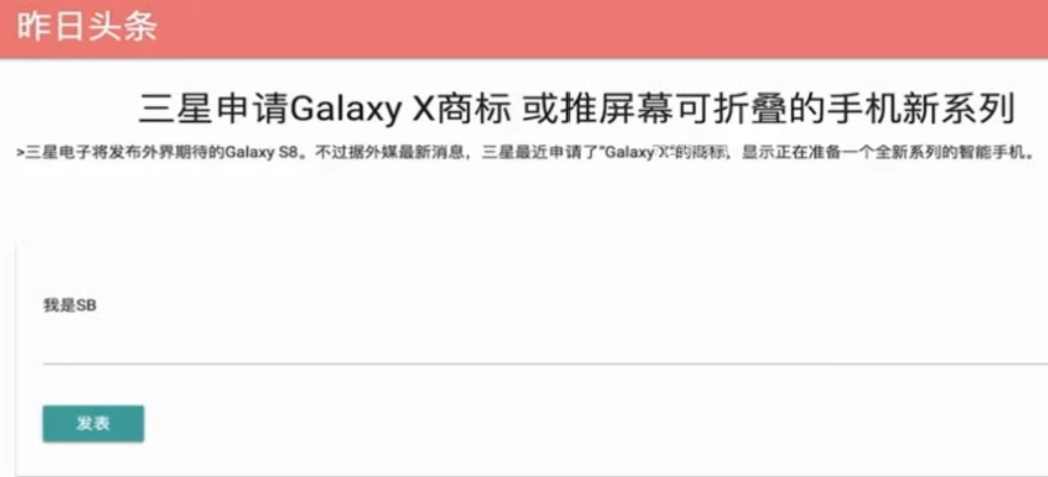 昨日头条
三星申请Galaxy X商标 或推屏幕可折叠的手机新系列
>三星电子将发布外界期待的Galaxy S8。不过据外媒最新消息，三星最近申请了"Galaxy X"的商标，显示正在准备一个全新系列的智能手机。
我是SB
发表